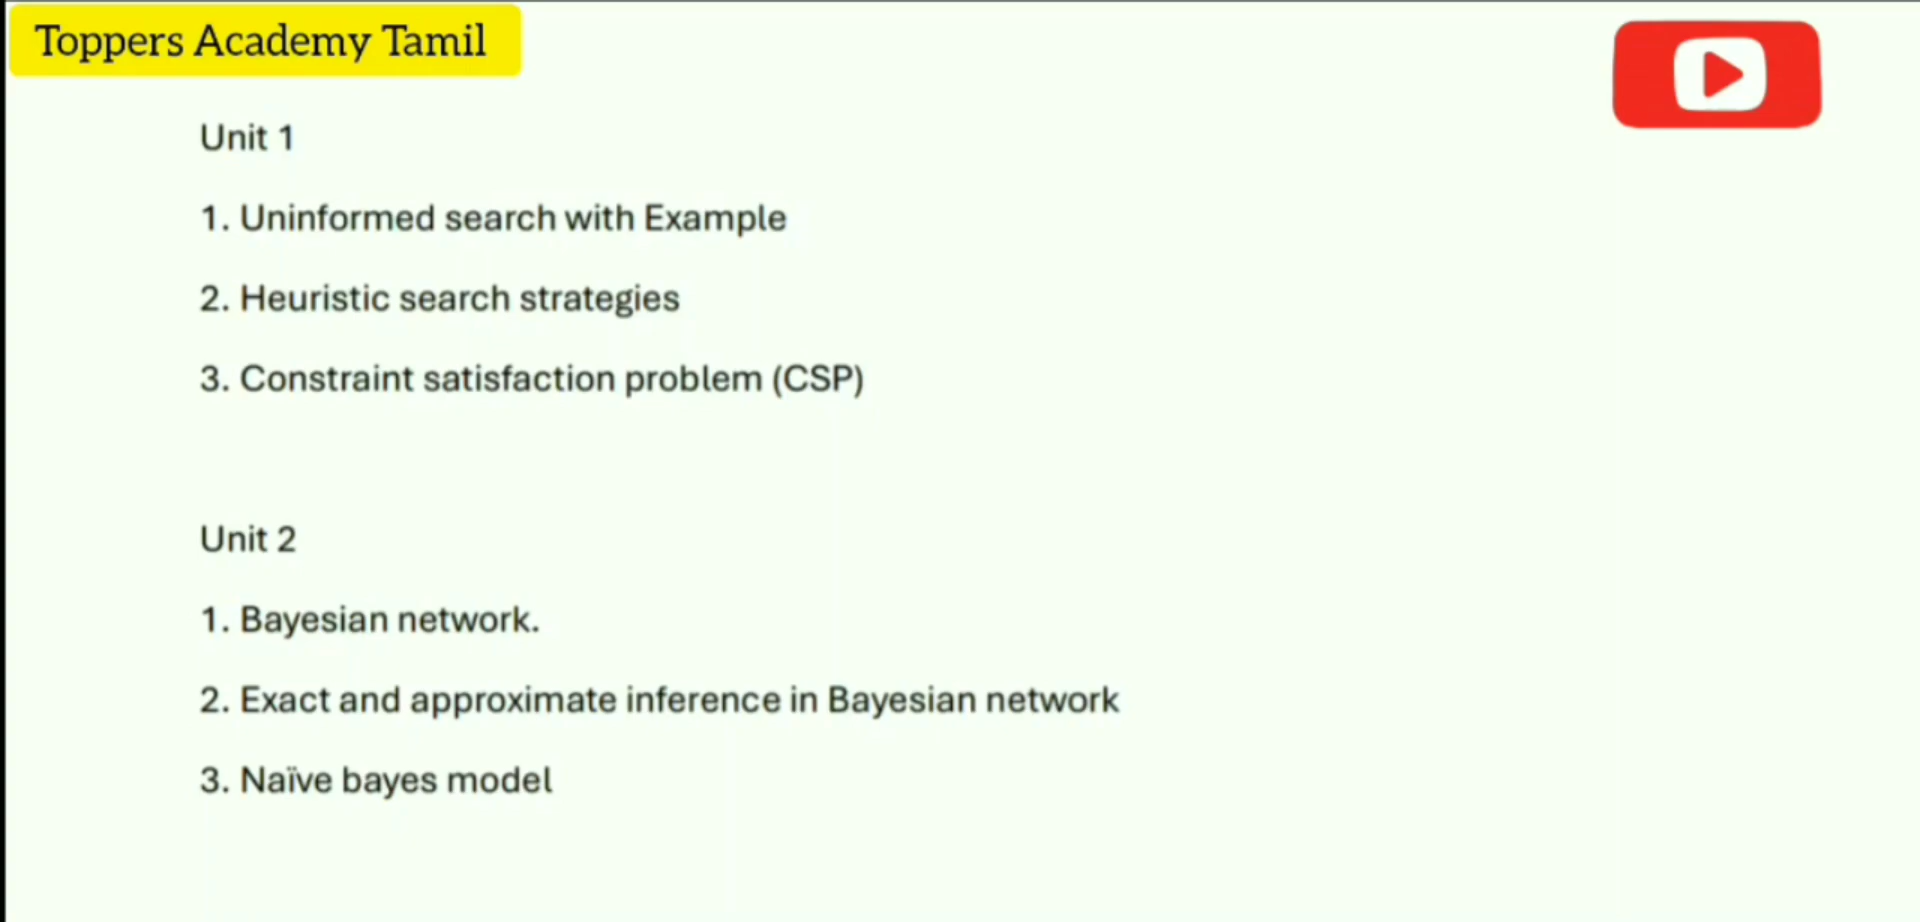 Toppers Academy Tamil
Unit 1
1. Uninformed search with Example
2. Heuristic search strategies
3. Constraint satisfaction problem (CSP)
Unit 2
1. Bayesian network.
2. Exact and approximate inference in Bayesian network
3. Naïve bayes model